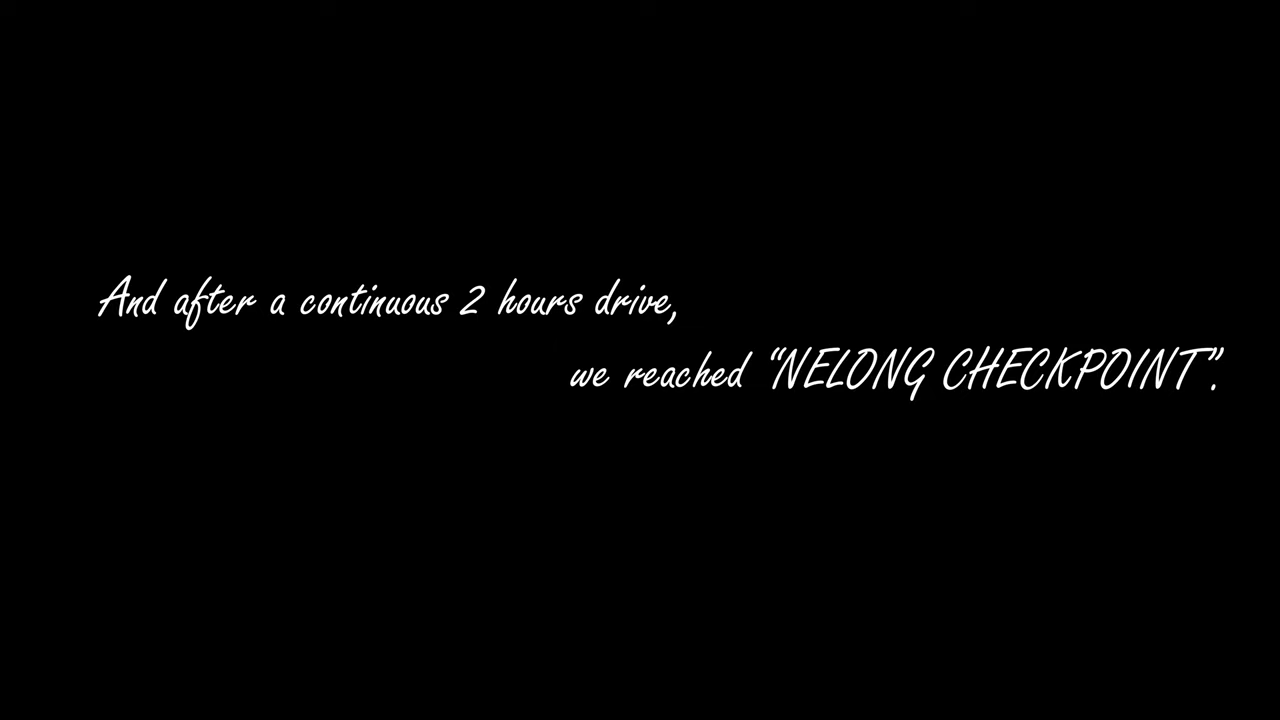 And after a continuous 2 hours drive,
we reached “NELONG CHECKPOINT”.